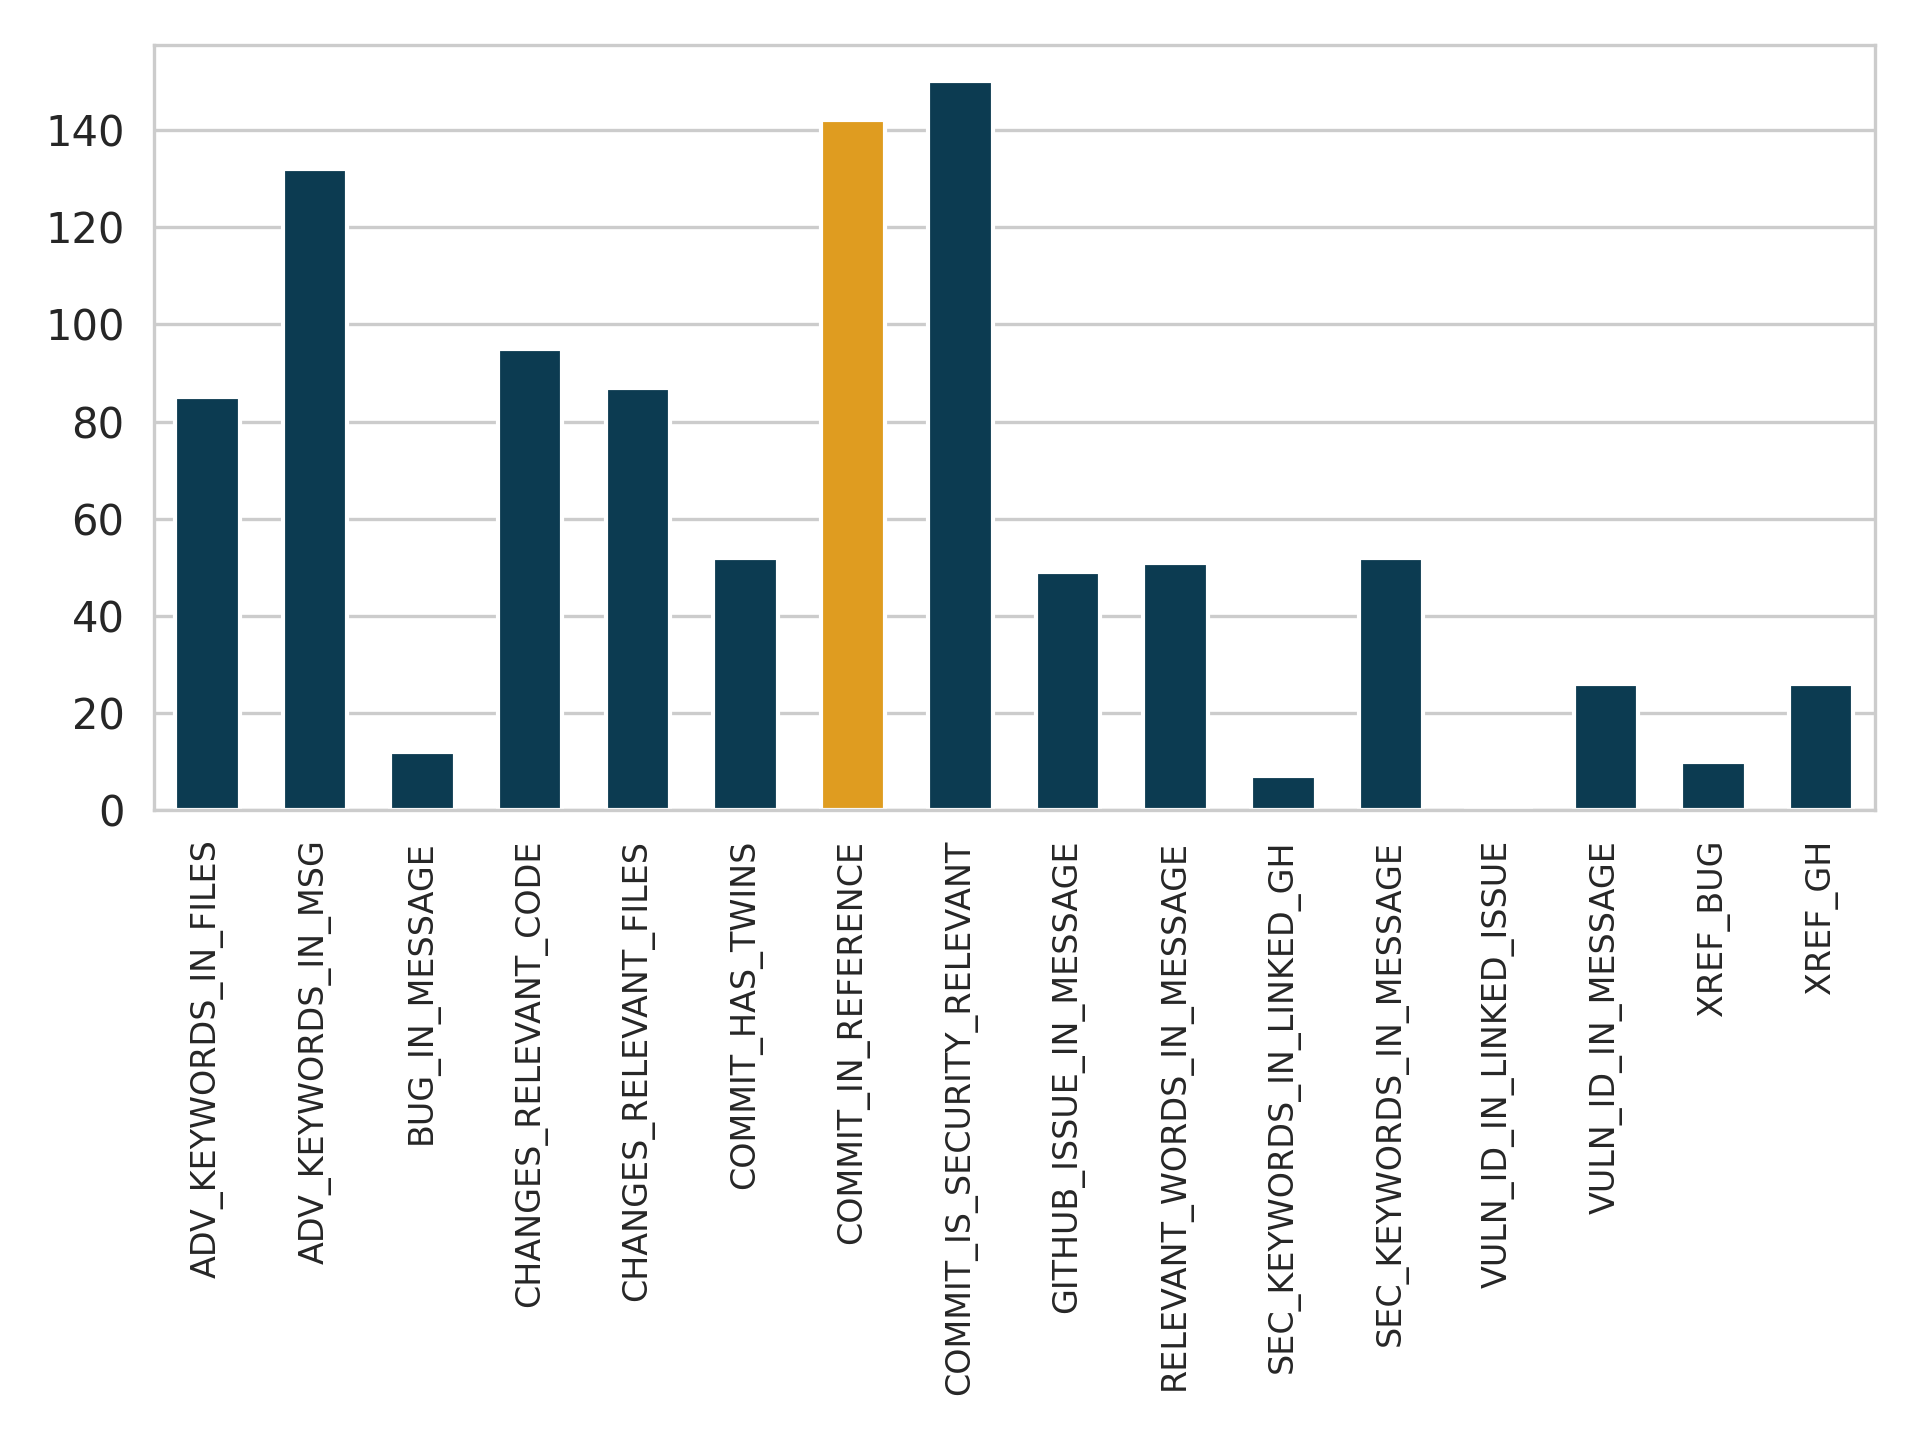 140
120
100
80
60
40
20
0
ADV_KEYWORDS_IN_FILES
ADV_KEYWORDS_IN_MSG
BUG_IN_MESSAGE
CHANGES_RELEVANT_CODE
CHANGES_RELEVANT_FILES
COMMIT_HAS_TWINS
COMMIT_IN_REFERENCE
COMMIT_IS_SECURITY_RELEVANT
GITHUB_ISSUE_IN_MESSAGE
RELEVANT_WORDS_IN_MESSAGE
SEC_KEYWORDS_IN_LINKED_GH
SEC_KEYWORDS_IN_MESSAGE
VULN_ID_IN_LINKED_ISSUE
VULN_ID_IN_MESSAGE
XREF_BUG
XREF_GH